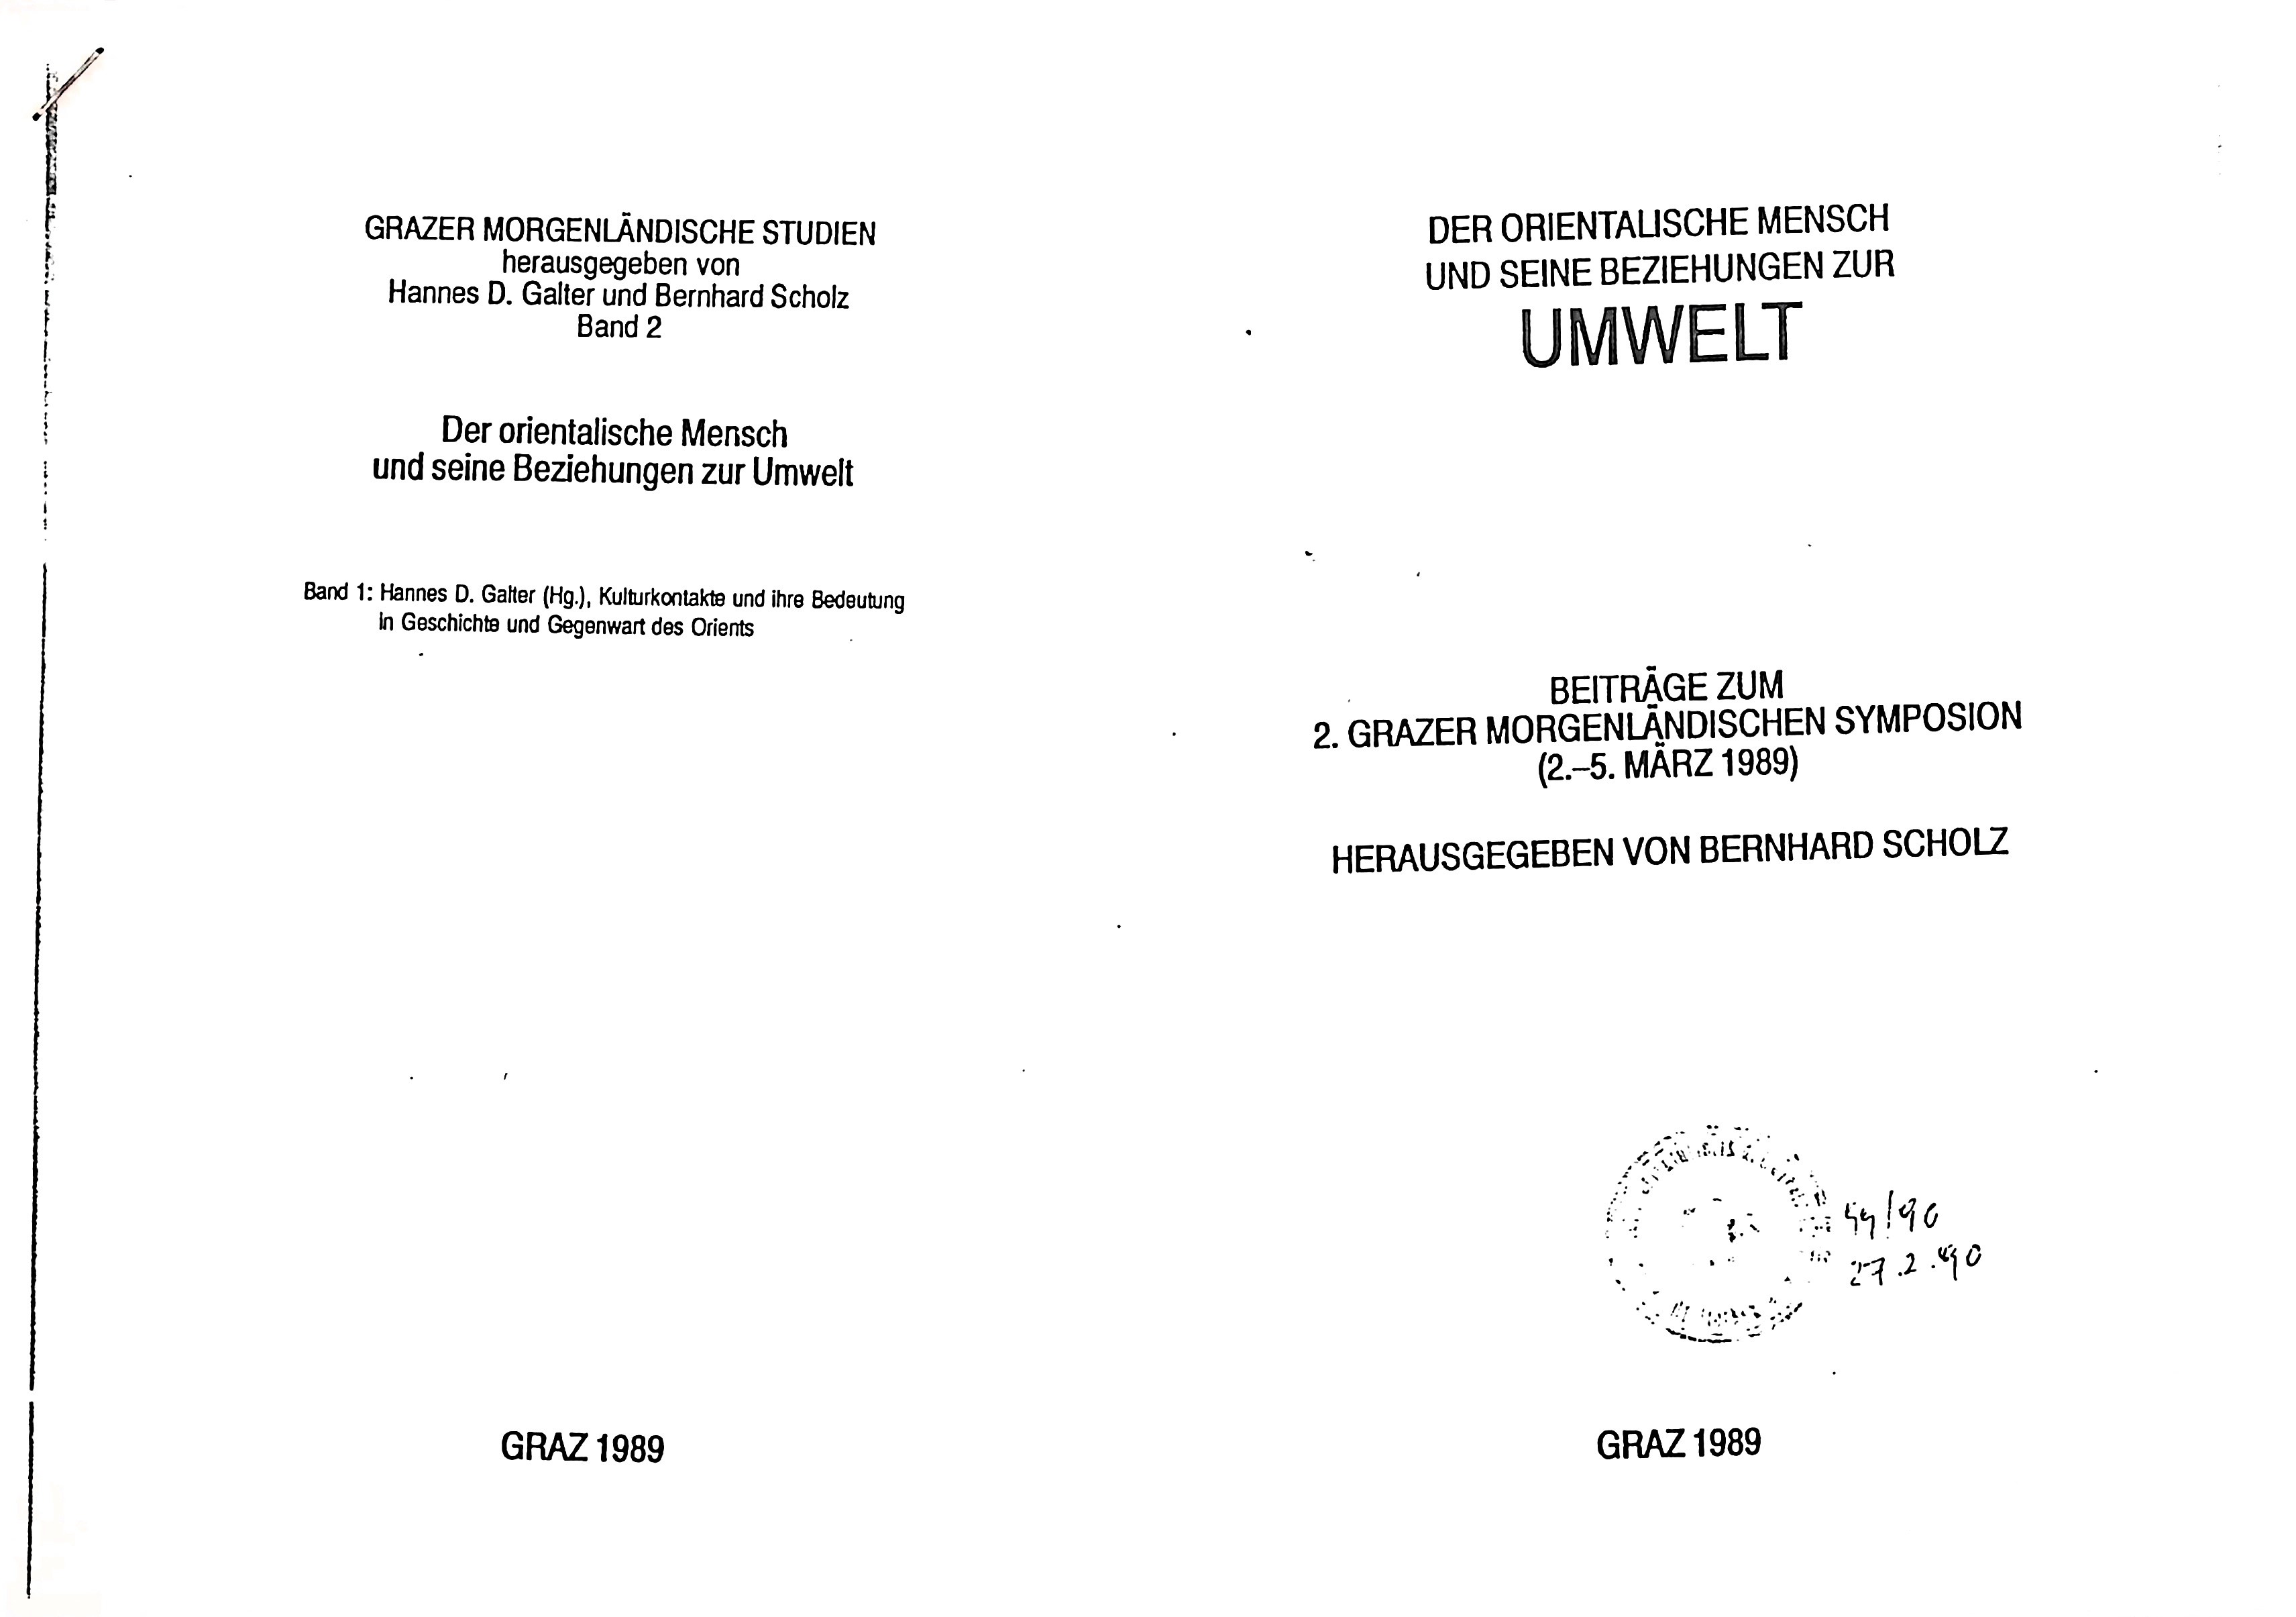 GRAZER MORGENLÄNDISCHE STUDIEN
herausgegeben von
Hannes D. Galter und Bernhard Scholz
Band 2
Der orientalische Mensch
und seine Beziehungen zur Umwelt
Band 1: Hannes D. Galter (Hg.), Kulturkontakte und ihre Bedeutung
in Geschichte und Gegenwart des Orients
GRAZ 1989
DER ORIENTALISCHE MENSCH
UND SEINE BEZIEHUNGEN ZUR
UMWELT
BEITRÄGE ZUM
2. GRAZER MORGENLÄNDISCHEN SYMPOSION
(2.–5. MÄRZ 1989)
HERAUSGEGEBEN VON BERNHARD SCHOLZ
27.2.90
GRAZ 1989